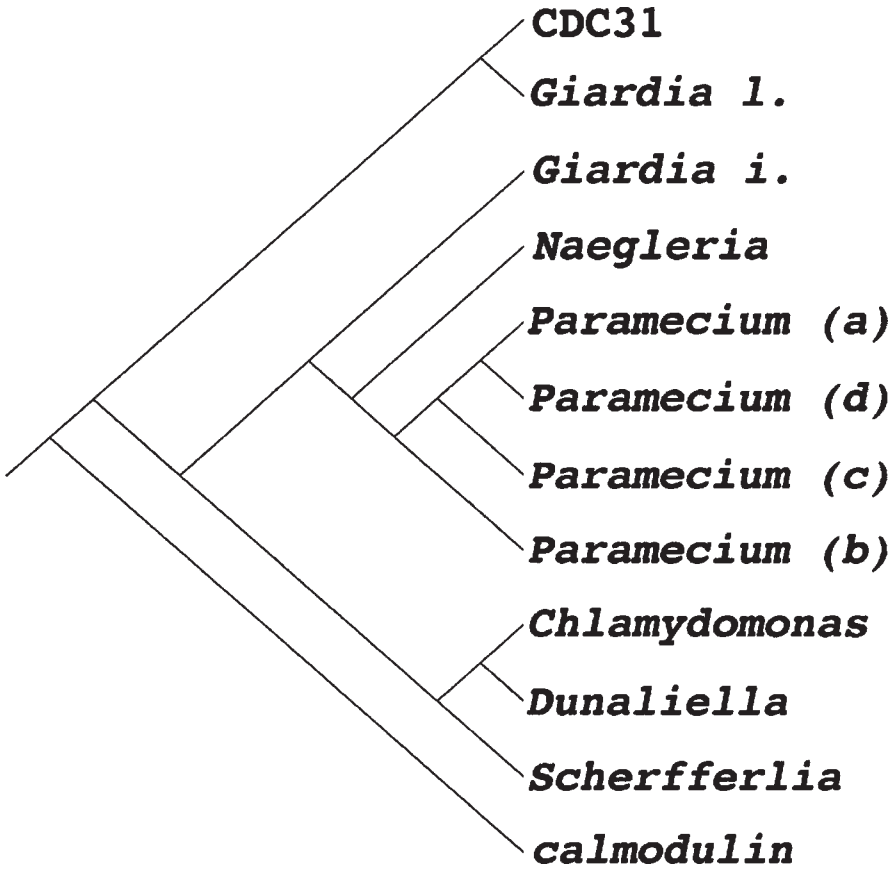 CDC31
Giardia l.
Giardia i.
Naegleria
Paramecium (a)
Paramecium (d)
Paramecium (c)
Paramecium (b)
Chlamydomonas
Dunaliella
Scherfferlia
calmodulin